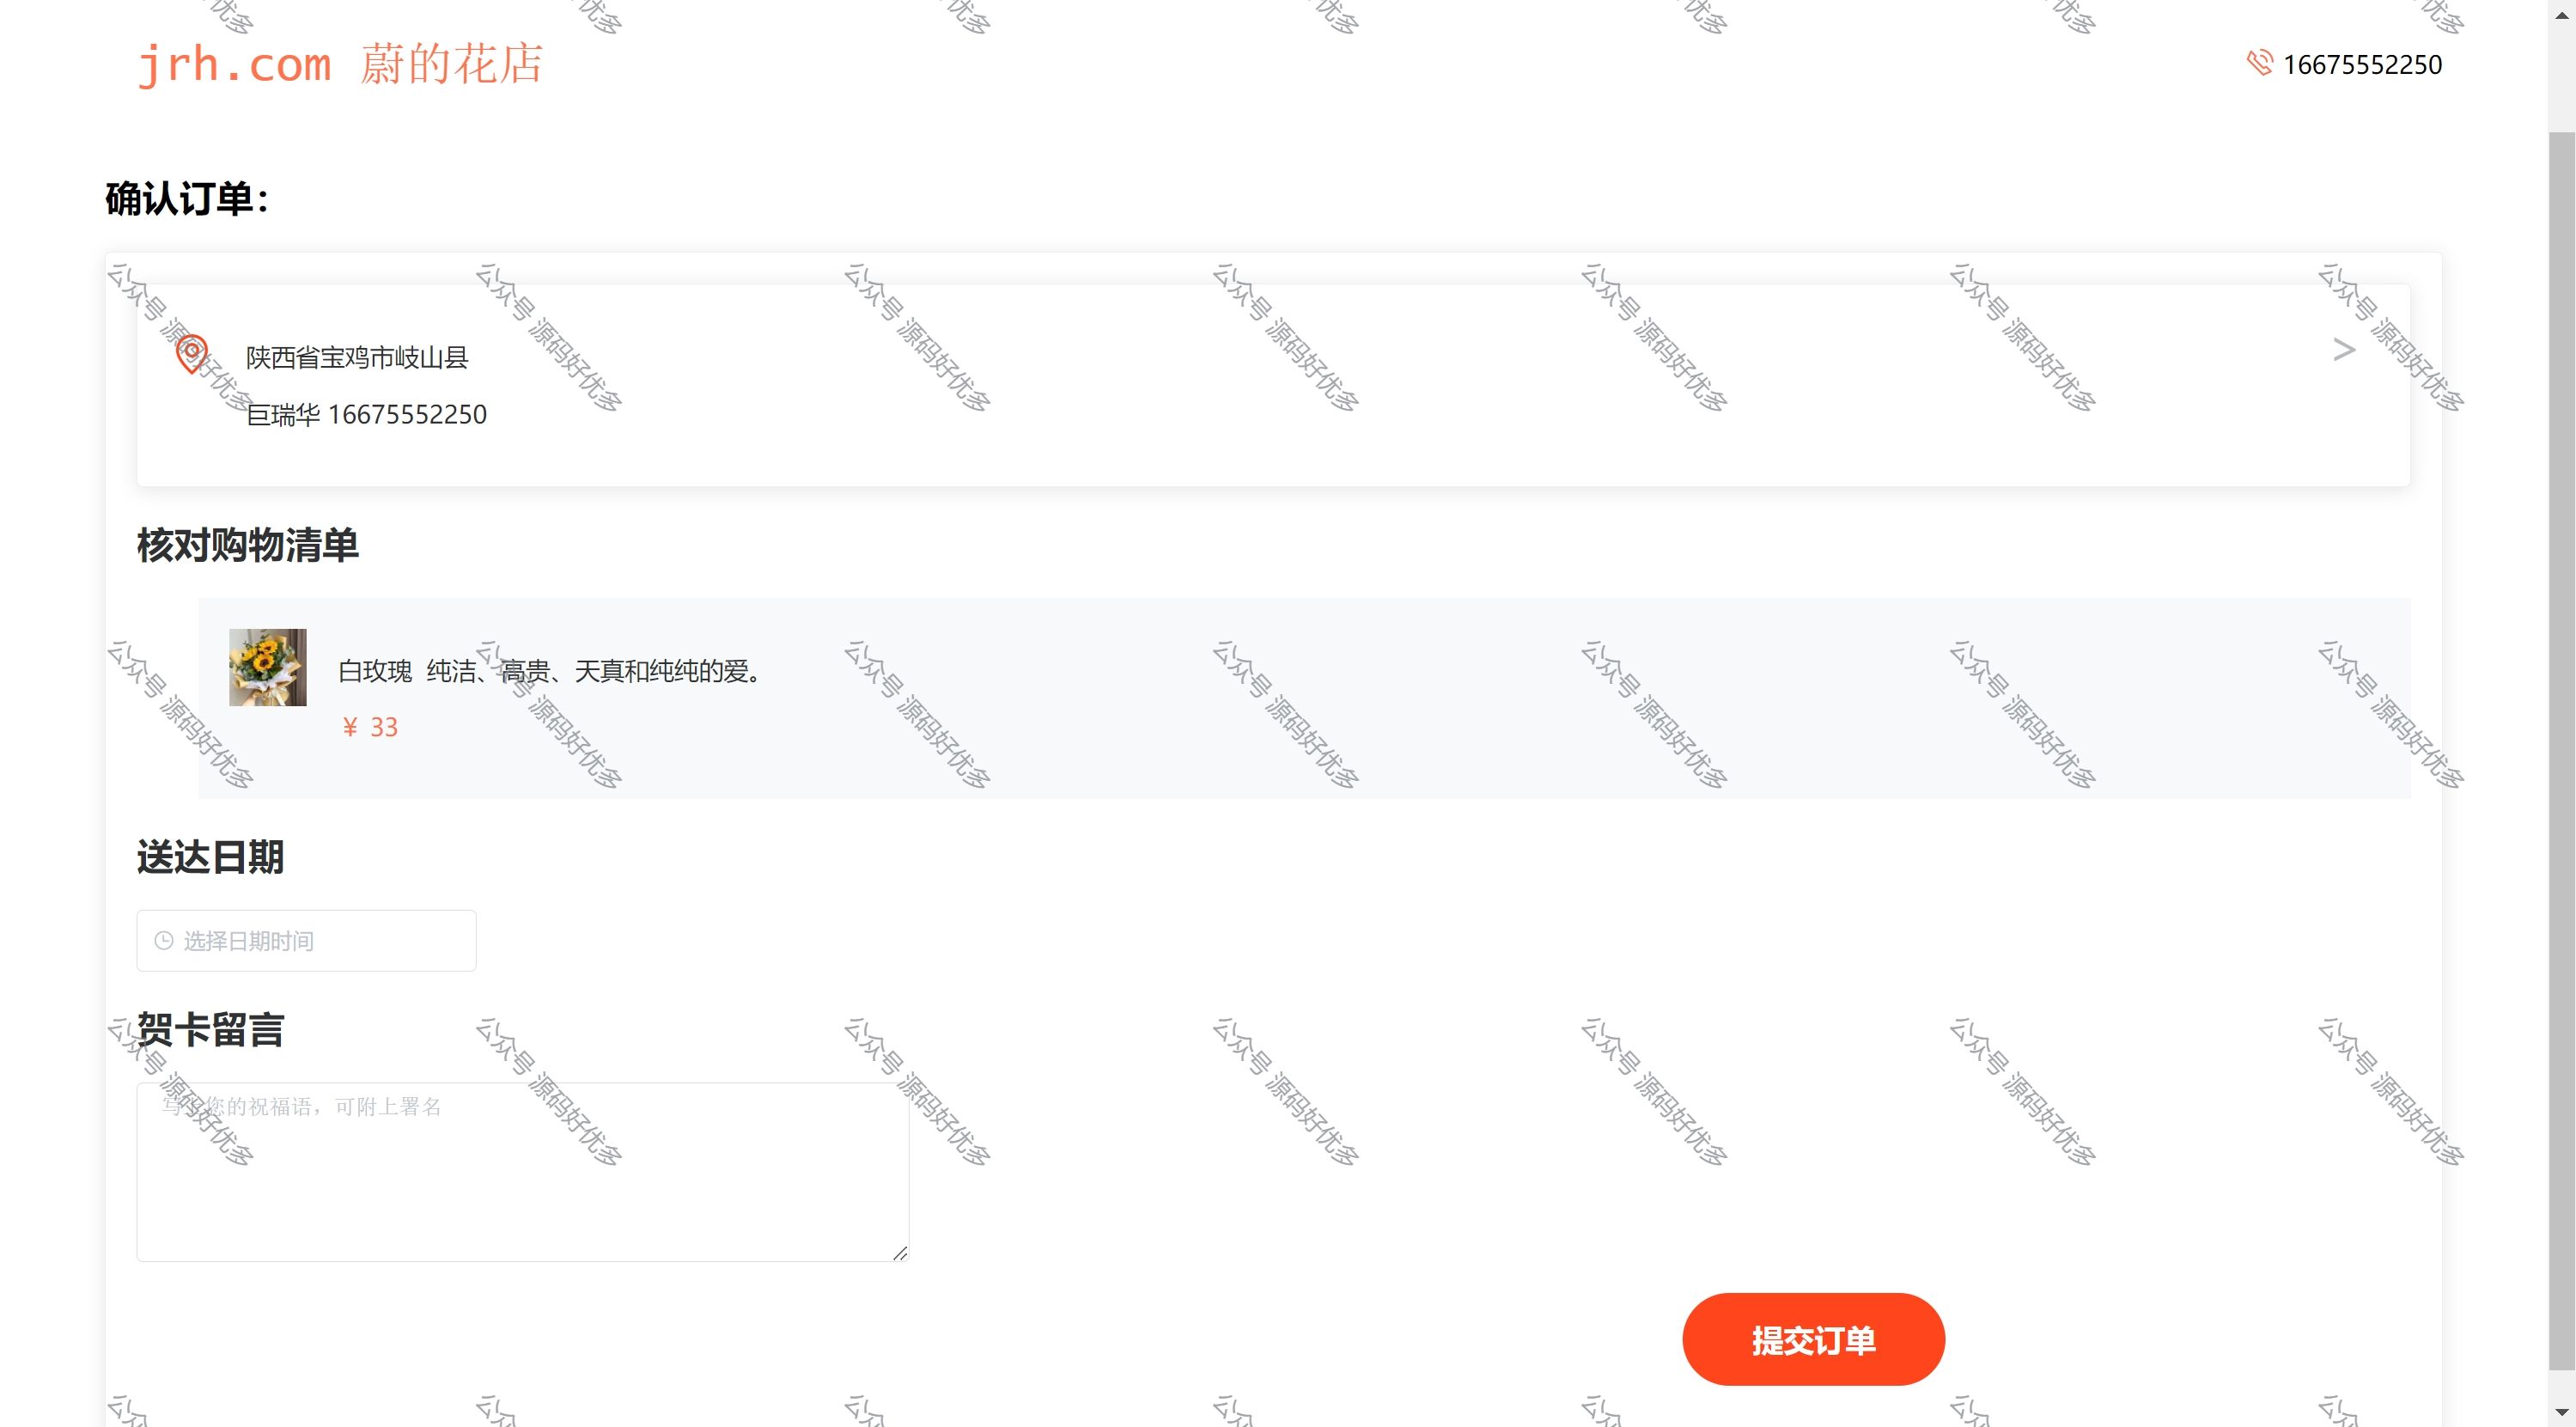 jrh.com 蔚的花店
16675552250
确认订单：
陕西省宝鸡市岐山县
>
巨瑞华 16675552250
核对购物清单
白玫瑰 纯洁、高贵、天真和纯纯的爱。
¥ 33
送达日期
选择日期时间
贺卡留言
写上您的祝福语，可附上署名
提交订单
公众号 源码好优多